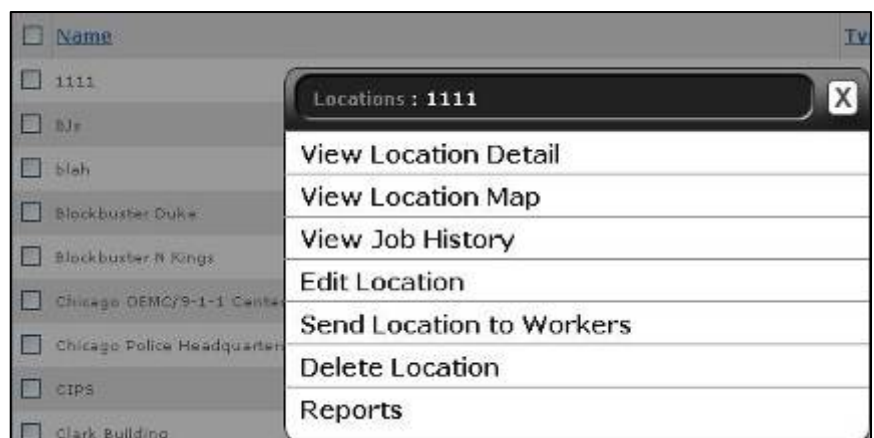 Name Ty
1111
Locations : 1111 X
BJs
View Location Detail
blah
View Location Map
Blockbuster Duke
View Job History
Blockbuster N Kings
Edit Location
Chicago OEMC/9-1-1 Center
Send Location to Workers
Chicago Police Headquarters
Delete Location
CIPS
Reports
Clark Building